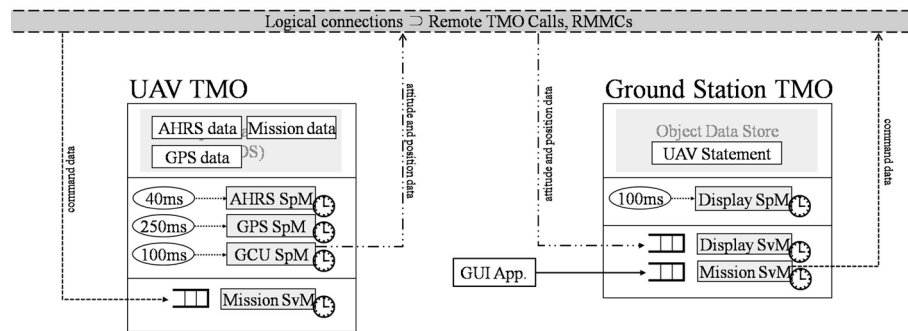 Logical connections ⊃ Remote TMO Calls, RMMCs
UAV TMO
AHRS data
Mission data
GPS data
OS)
40ms
AHRS SpM
250ms
GPS SpM
100ms
GCU SpM
Mission SvM
command data
attitude and position data
attitude and position data
Ground Station TMO
Object Data Store
UAV Statement
100ms
Display SpM
Display SvM
GUI App.
Mission SvM
command data